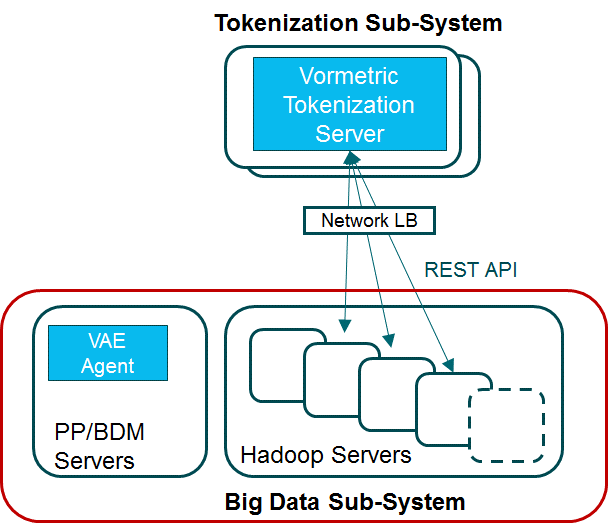 Tokenization Sub-System
Vormetric
Tokenization
Server
Network LB
REST API
VAE
Agent
PP/BDM
Servers
Hadoop Servers
Big Data Sub-System